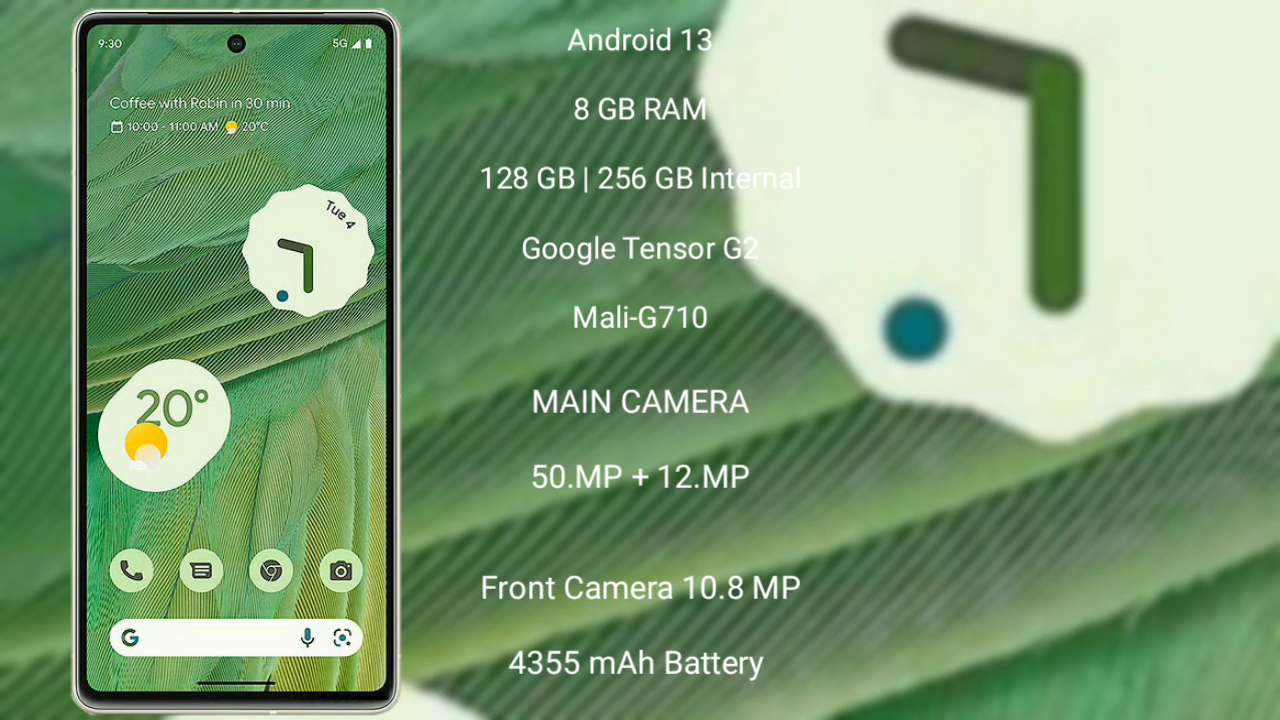 9:30
5G
Coffee with Robin in 30 min
10:00 - 11:00 AM / 20°C
Tue 4
20°
G
Android 13
8 GB RAM
128 GB | 256 GB Internal
Google Tensor G2
Mali-G710
MAIN CAMERA
50.MP + 12.MP
Front Camera 10.8 MP
4355 mAh Battery